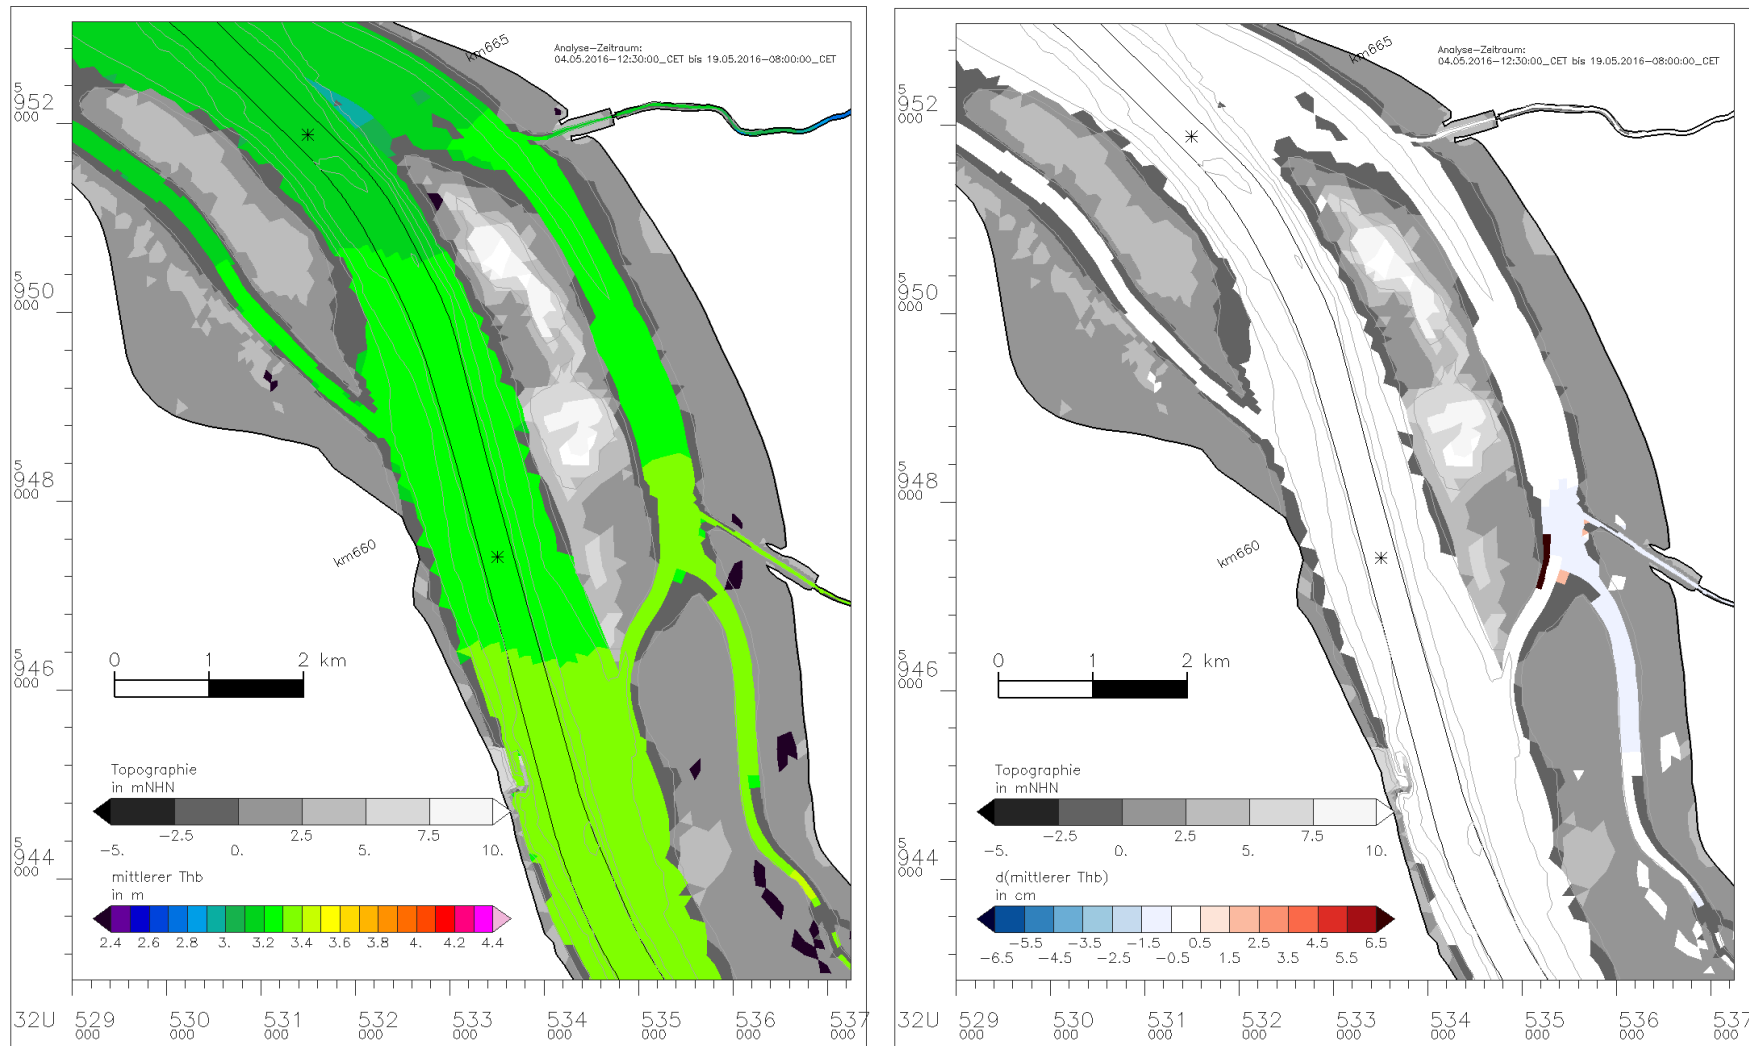 km665
Analyse-Zeitraum:
04.05.2016-12:30:00_CET bis 19.05.2016-08:00:00_CET
5
952
000
5
950
000
5
948
000
km660
5
946
000
0 1 2 km
Topographie
in mNHN
-2.5 2.5 7.5
-5. 0. 5. 10.
5
944
000
mittlerer Thb
in m
2.4 2.6 2.8 3. 3.2 3.4 3.6 3.8 4. 4.2 4.4
32U 529 530 531 532 533 534 535 536 537
000 000 000 000 000 000 000 000 000
km665
Analyse-Zeitraum:
04.05.2016-12:30:00_CET bis 19.05.2016-08:00:00_CET
5
952
000
5
950
000
5
948
000
km660
5
946
000
0 1 2 km
Topographie
in mNHN
-2.5 2.5 7.5
-5. 0. 5. 10.
5
944
000
d(mittlerer Thb)
in cm
-5.5 -3.5 -1.5 0.5 2.5 4.5 6.5
-6.5 -4.5 -2.5 -0.5 1.5 3.5 5.5
32U 529 530 531 532 533 534 535 536 537
000 000 000 000 000 000 000 000 000